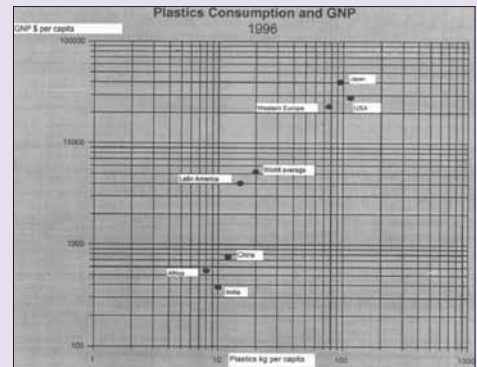 Plastics Consumption and GNP
1996
GNP $ per capita
100000
Japan
Western Europe
USA
10000
World average
Latin America
1000
China
Africa
India
100
1
10
100
1000
Plastics kg per capita